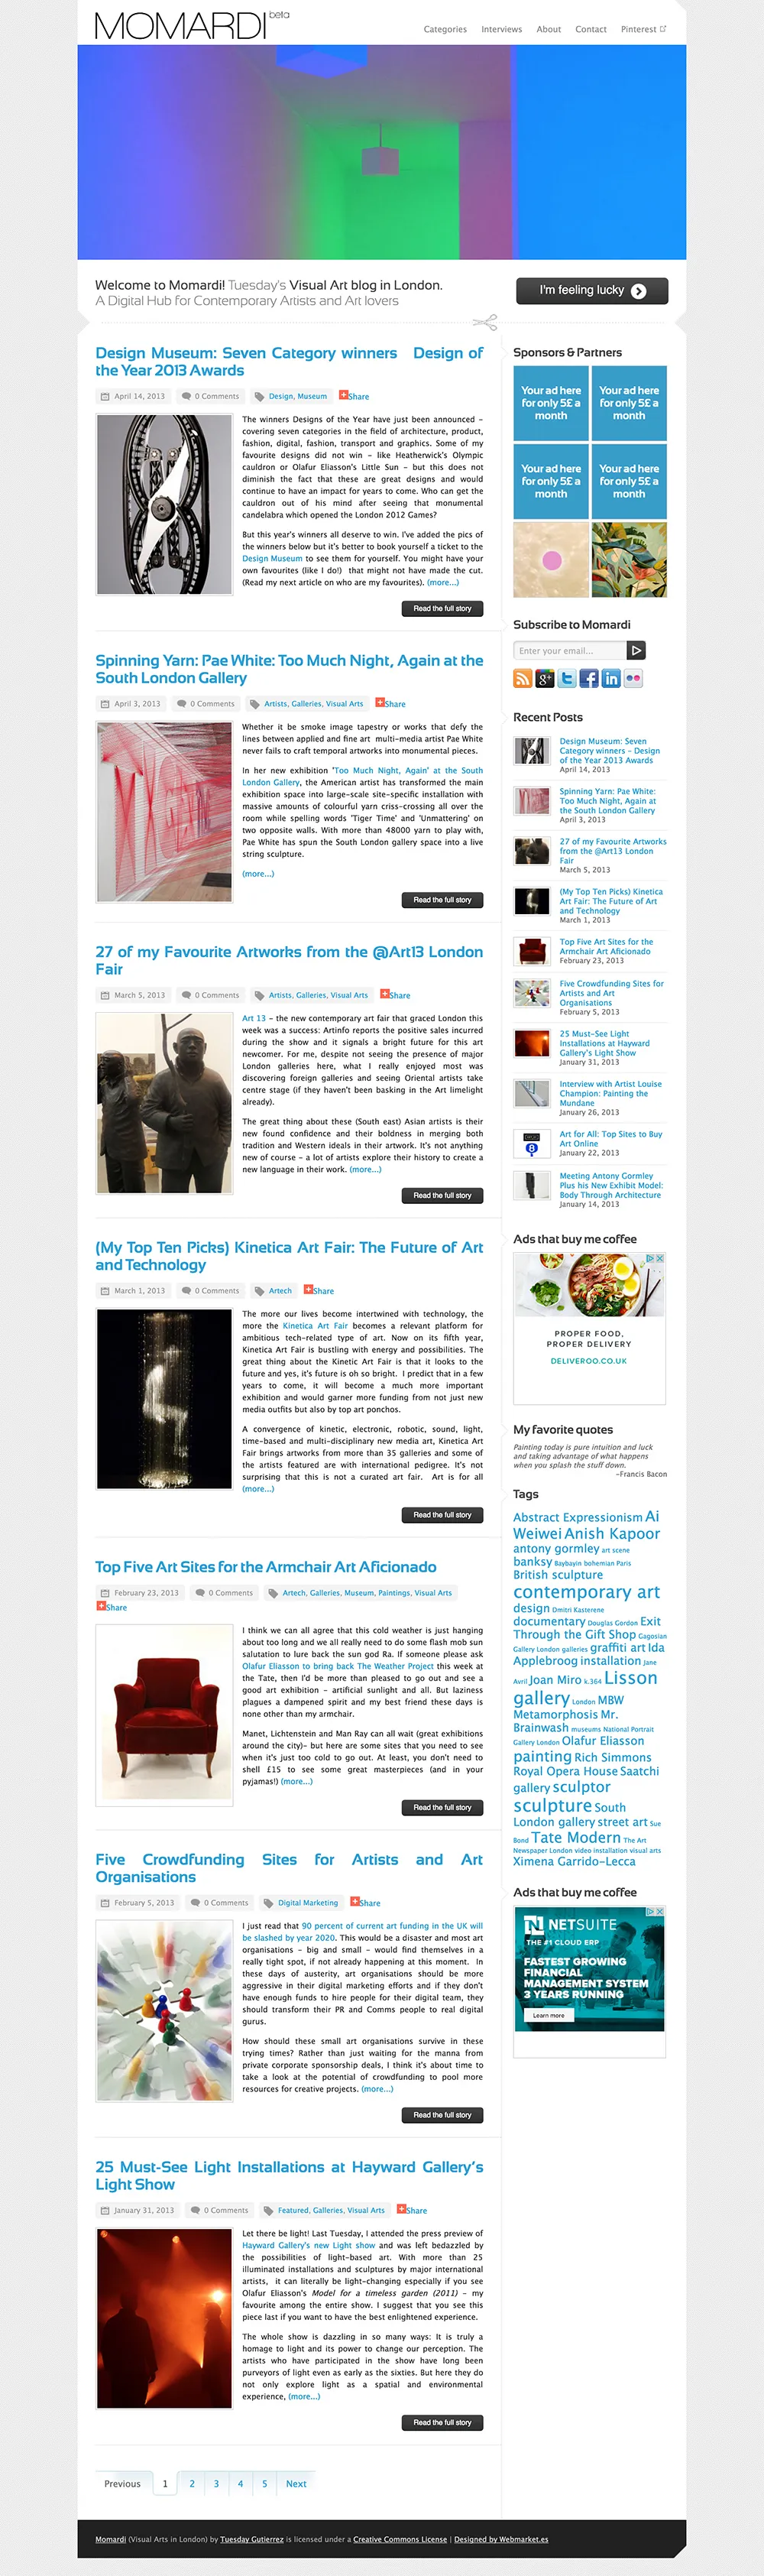 MOMARDI beta
Categories Interviews About Contact Pinterest
Welcome to Momardi! Tuesday's Visual Art blog in London.
A Digital Hub for Contemporary Artists and Art lovers
I'm feeling lucky
Design Museum: Seven Category winners Design of
the Year 2013 Awards
April 14, 2013 0 Comments Design, Museum Share
The winners Designs of the Year have just been announced –
covering seven categories in the field of architecture, product,
fashion, digital, fashion, transport and graphics. Some of my
favourite designs did not win – like Heatherwick's Olympic
cauldron or Olafur Eliasson's Little Sun – but this does not
diminish the fact that these are great designs and would
continue to have an impact for years to come. Who can get the
cauldron out of his mind after seeing that monumental
candelabra which opened the London 2012 Games?
But this year's winners all deserve to win. I've added the pics of
the winners below but it's better to book yourself a ticket to the
Design Museum to see them for yourself. You might have your
own favourites (like I do!) that might not have made the cut.
(Read my next article on who are my favourites). (more...)
Read the full story
Spinning Yarn: Pae White: Too Much Night, Again at the
South London Gallery
April 3, 2013 0 Comments Artists, Galleries, Visual Arts Share
Whether it be smoke image tapestry or works that defy the
lines between applied and fine art multi-media artist Pae White
never fails to craft temporal artworks into monumental pieces.
In her new exhibition 'Too Much Night, Again' at the South
London Gallery, the American artist has transformed the main
exhibition space into large-scale site-specific installation with
massive amounts of colourful yarn criss-crossing all over the
room while spelling words 'Tiger Time' and 'Unmattering' on
two opposite walls. With more than 48000 yarn to play with,
Pae White has spun the South London gallery space into a live
string sculpture.
(more...)
Read the full story
27 of my Favourite Artworks from the @Art13 London
Fair
March 5, 2013 0 Comments Artists, Galleries, Visual Arts Share
Art 13 – the new contemporary art fair that graced London this
week was a success: Artinfo reports the positive sales incurred
during the show and it signals a bright future for this art
newcomer. For me, despite not seeing the presence of major
London galleries here, what I really enjoyed most was
discovering foreign galleries and seeing Oriental artists take
centre stage (if they haven't been basking in the Art limelight
already).
The great thing about these (South east) Asian artists is their
new found confidence and their boldness in merging both
tradition and Western ideas in their artwork. It's not anything
new of course – a lot of artists explore their history to create a
new language in their work. (more...)
Read the full story
(My Top Ten Picks) Kinetica Art Fair: The Future of Art
and Technology
March 1, 2013 0 Comments Artech Share
The more our lives become intertwined with technology, the
more the Kinetica Art Fair becomes a relevant platform for
ambitious tech-related type of art. Now on its fifth year,
Kinetica Art Fair is bustling with energy and possibilities. The
great thing about the Kinetic Art Fair is that it looks to the
future and yes, it's future is oh so bright. I predict that in a few
years to come, it will become a much more important
exhibition and would garner more funding from not just new
media outfits but also by top art ponchos.
A convergence of kinetic, electronic, robotic, sound, light,
time-based and multi-disciplinary new media art, Kinetica Art
Fair brings artworks from more than 35 galleries and some of
the artists featured are with international pedigree. It's not
surprising that this is not a curated art fair. Art is for all
(more...)
Read the full story
Top Five Art Sites for the Armchair Art Aficionado
February 23, 2013 0 Comments Artech, Galleries, Museum, Paintings, Visual Arts
Share
I think we can all agree that this cold weather is just hanging
about too long and we all really need to do some flash mob sun
salutation to lure back the sun god Ra. If someone please ask
Olafur Eliasson to bring back The Weather Project this week at
the Tate, then I'd be more than pleased to go out and see a
good art exhibition – artificial sunlight and all. But laziness
plagues a dampened spirit and my best friend these days is
none other than my armchair.
Manet, Lichtenstein and Man Ray can all wait (great exhibitions
around the city)– but here are some sites that you need to see
when it's just too cold to go out. At least, you don't need to
shell £15 to see some great masterpieces (and in your
pyjamas!) (more...)
Read the full story
Five Crowdfunding Sites for Artists and Art
Organisations
February 5, 2013 0 Comments Digital Marketing Share
I just read that 90 percent of current art funding in the UK will
be slashed by year 2020. This would be a disaster and most art
organisations – big and small – would find themselves in a
really tight spot, if not already happening at this moment. In
these days of austerity, art organisations should be more
aggressive in their digital marketing efforts and if they don't
have enough funds to hire people for their digital team, they
should transform their PR and Comms people to real digital
gurus.
How should these small art organisations survive in these
trying times? Rather than just waiting for the manna from
private corporate sponsorship deals, I think it's about time to
take a look at the potential of crowdfunding to pool more
resources for creative projects. (more...)
Read the full story
25 Must-See Light Installations at Hayward Gallery's
Light Show
January 31, 2013 0 Comments Featured, Galleries, Visual Arts Share
Let there be light! Last Tuesday, I attended the press preview of
Hayward Gallery's new Light show and was left bedazzled by
the possibilities of light-based art. With more than 25
illuminated installations and sculptures by major international
artists, it can literally be light-changing especially if you see
Olafur Eliasson's Model for a timeless garden (2011) – my
favourite among the entire show. I suggest that you see this
piece last if you want to have the best enlightened experience.
The whole show is dazzling in so many ways: It is truly a
homage to light and its power to change our perception. The
artists who have participated in the show have long been
purveyors of light even as early as the sixties. But here they do
not only explore light as a spatial and environmental
experience, (more...)
Read the full story
Previous 1 2 3 4 5 Next
Sponsors & Partners
Your ad here
for only 5£ a
month
Your ad here
for only 5£ a
month
Your ad here
for only 5£ a
month
Your ad here
for only 5£ a
month
Subscribe to Momardi
Enter your email...
Recent Posts
Design Museum: Seven
Category winners – Design
of the Year 2013 Awards
April 14, 2013
Spinning Yarn: Pae White:
Too Much Night, Again at
the South London Gallery
April 3, 2013
27 of my Favourite Artworks
from the @Art13 London
Fair
March 5, 2013
(My Top Ten Picks) Kinetica
Art Fair: The Future of Art
and Technology
March 1, 2013
Top Five Art Sites for the
Armchair Art Aficionado
February 23, 2013
Five Crowdfunding Sites for
Artists and Art
Organisations
February 5, 2013
25 Must-See Light
Installations at Hayward
Gallery's Light Show
January 31, 2013
Interview with Artist Louise
Champion: Painting the
Mundane
January 26, 2013
Art for All: Top Sites to Buy
Art Online
January 22, 2013
Meeting Antony Gormley
Plus his New Exhibit Model:
Body Through Architecture
January 14, 2013
Ads that buy me coffee
PROPER FOOD,
PROPER DELIVERY
DELIVEROO.CO.UK
My favorite quotes
Painting today is pure intuition and luck
and taking advantage of what happens
when you splash the stuff down.
–Francis Bacon
Tags
Abstract Expressionism Ai
Weiwei Anish Kapoor
antony gormley art scene
banksy Baybayin bohemian Paris
British sculpture
contemporary art
design Dmitri Kasterene
documentary Douglas Gordon Exit
Through the Gift Shop Gagosian
Gallery London galleries graffiti art Ida
Applebroog installation Jane
Avril Joan Miro k.364 Lisson
gallery London MBW
Metamorphosis Mr.
Brainwash museums National Portrait
Gallery London Olafur Eliasson
painting Rich Simmons
Royal Opera House Saatchi
gallery sculptor
sculpture South
London gallery street art Sue
Bond Tate Modern The Art
Newspaper London video installation visual arts
Ximena Garrido-Lecca
Ads that buy me coffee
NETSUITE
THE #1 CLOUD ERP
FASTEST GROWING
FINANCIAL
MANAGEMENT SYSTEM
3 YEARS RUNNING
Learn more
Momardi (Visual Arts in London) by Tuesday Gutierrez is licensed under a Creative Commons License | Designed by Webmarket.es